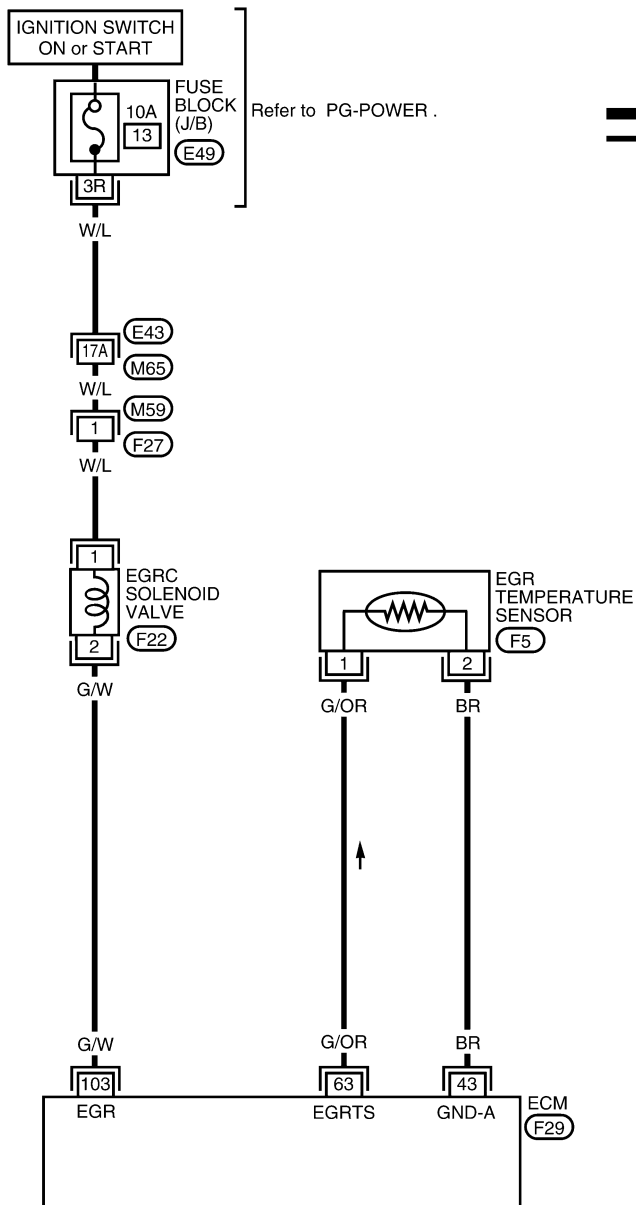 IGNITION SWITCH
ON or START
FUSE
BLOCK
(J/B)
10A
13
E49
Refer to PG-POWER .
3R
W/L
E43
17A
M65
W/L
M59
1
F27
W/L
1
EGRC
SOLENOID
VALVE
F22
2
G/W
EGR
TEMPERATURE
SENSOR
F5
1
2
G/OR
BR
G/W
G/OR
BR
103
63
43
EGR
EGRTS
GND-A
ECM
F29